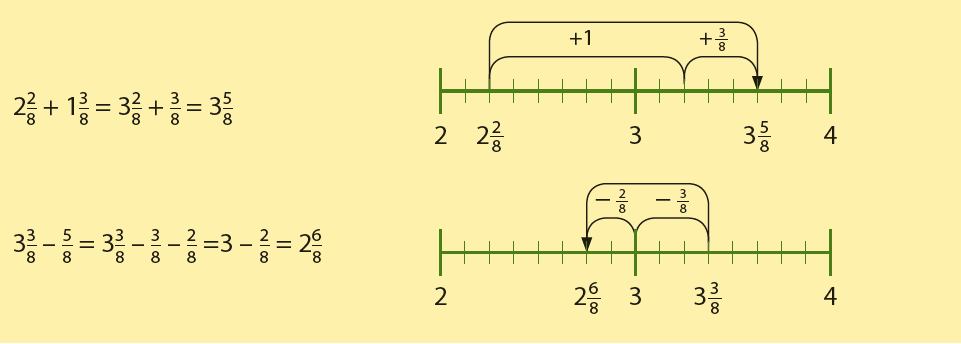 +1 +3/8
2 2/8 + 1 3/8 = 3 2/8 + 3/8 = 3 5/8
2 2 2/8 3 3 5/8 4
− 2/8 − 3/8
3 3/8 − 5/8 = 3 3/8 − 3/8 − 2/8 =3 − 2/8 = 2 6/8
2 2 6/8 3 3 3/8 4